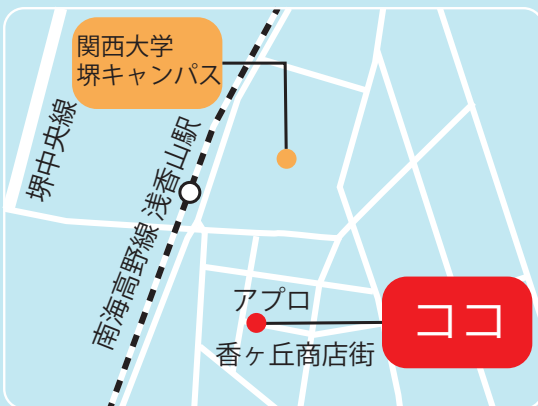 関西大学
堺キャンパス
堺中央線
南海高野線 浅香山駅
アプロ
ココ
香ヶ丘商店街